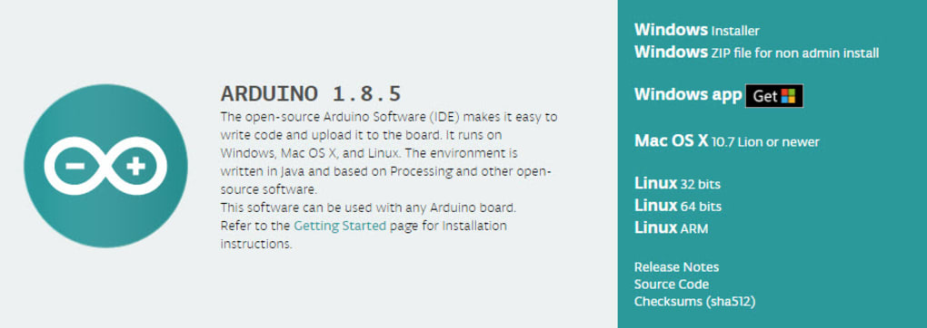 ARDUINO 1.8.5
The open-source Arduino Software (IDE) makes it easy to
write code and upload it to the board. It runs on
Windows, Mac OS X, and Linux. The environment is
written in Java and based on Processing and other open-
source software.
This software can be used with any Arduino board.
Refer to the Getting Started page for Installation
instructions.
Windows Installer
Windows ZIP file for non admin install
Windows app Get
Mac OS X 10.7 Lion or newer
Linux 32 bits
Linux 64 bits
Linux ARM
Release Notes
Source Code
Checksums (sha512)